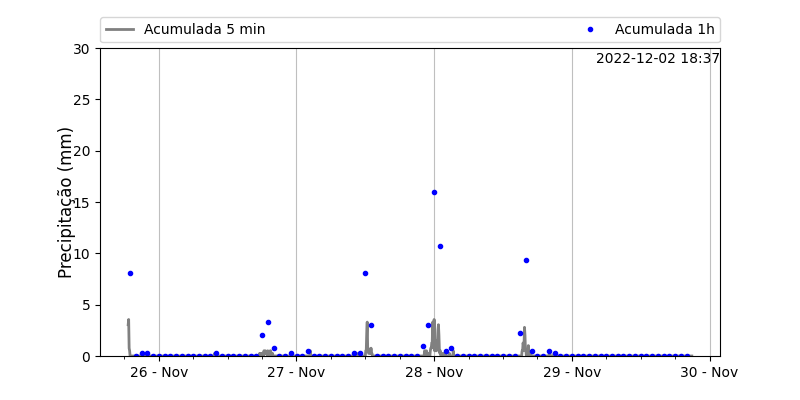 Acumulada 5 min
Acumulada 1h
2022-12-02 18:37
Precipitação (mm)
30
25
20
15
10
5
0
26 - Nov
27 - Nov
28 - Nov
29 - Nov
30 - Nov